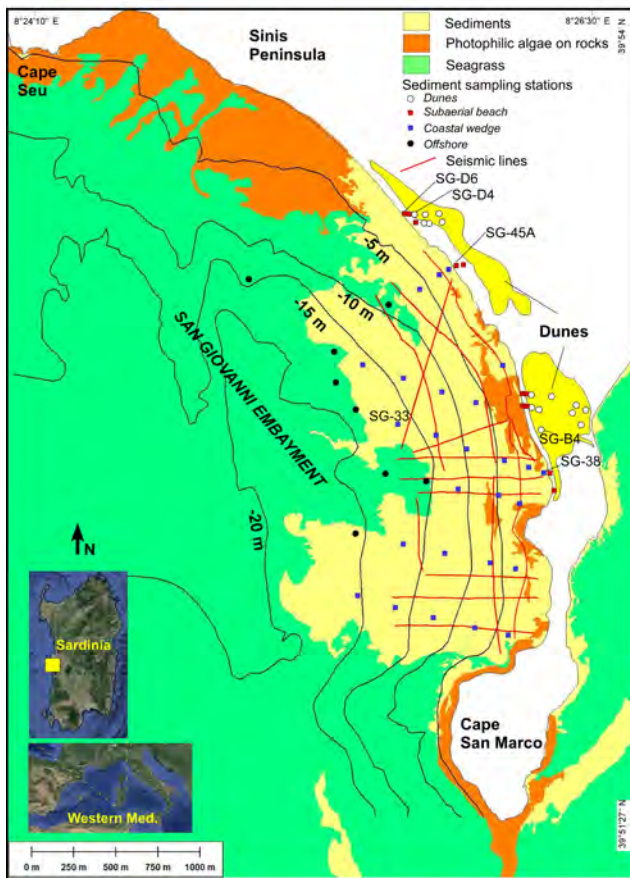 8°24'10" E
8°26'30" E
39°54' N
Sinis
Peninsula
Cape
Seu
Sediments
Photophilic algae on rocks
Seagrass
Sediment sampling stations
Dunes
Subaerial beach
Coastal wedge
Offshore
Seismic lines
SG-D6
SG-D4
SG-45A
-5 m
-10 m
-15 m
SAN GIOVANNI EMBAYMENT
Dunes
SG-33
SG-B4
SG-38
-20 m
N
Sardinia
Western Med.
Cape
San Marco
39°51'27" N
0 m 250 m 500 m 750 m 1000 m